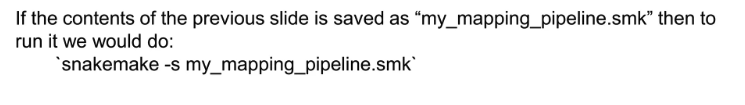 If the contents of the previous slide is saved as “my_mapping_pipeline.smk” then to
run it we would do:
`snakemake -s my_mapping_pipeline.smk`